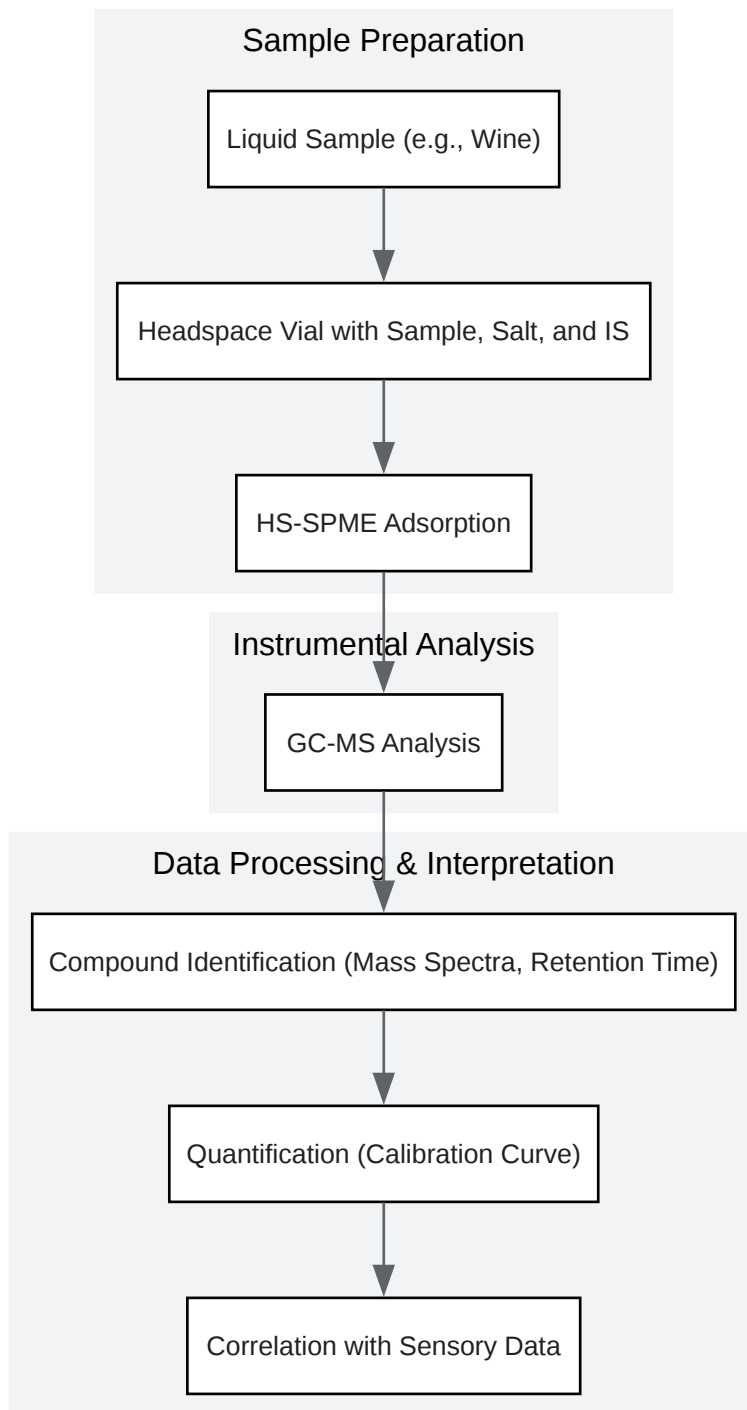 Sample Preparation
Liquid Sample (e.g., Wine)
Headspace Vial with Sample, Salt, and IS
HS-SPME Adsorption
Instrumental Analysis
GC-MS Analysis
Data Processing & Interpretation
Compound Identification (Mass Spectra, Retention Time)
Quantification (Calibration Curve)
Correlation with Sensory Data